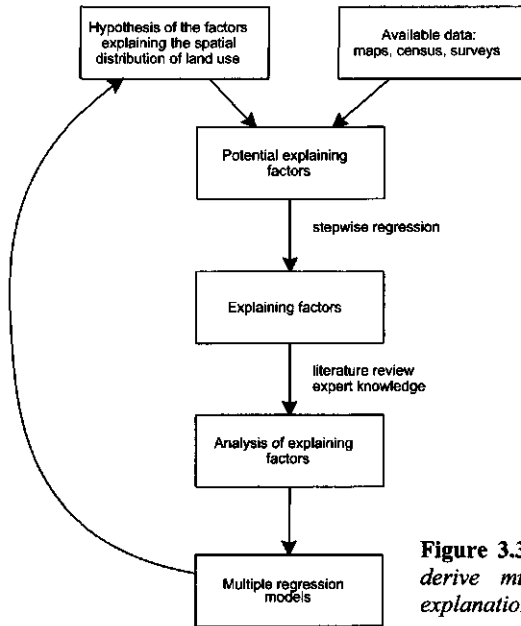 Hypothesis of the factors
explaining the spatial
distribution of land use
Available data:
maps, census, surveys
Potential explaining
factors
stepwise regression
Explaining factors
literature review
expert knowledge
Analysis of explaining
factors
Multiple regression
models
Figure 3.3
derive
explanation